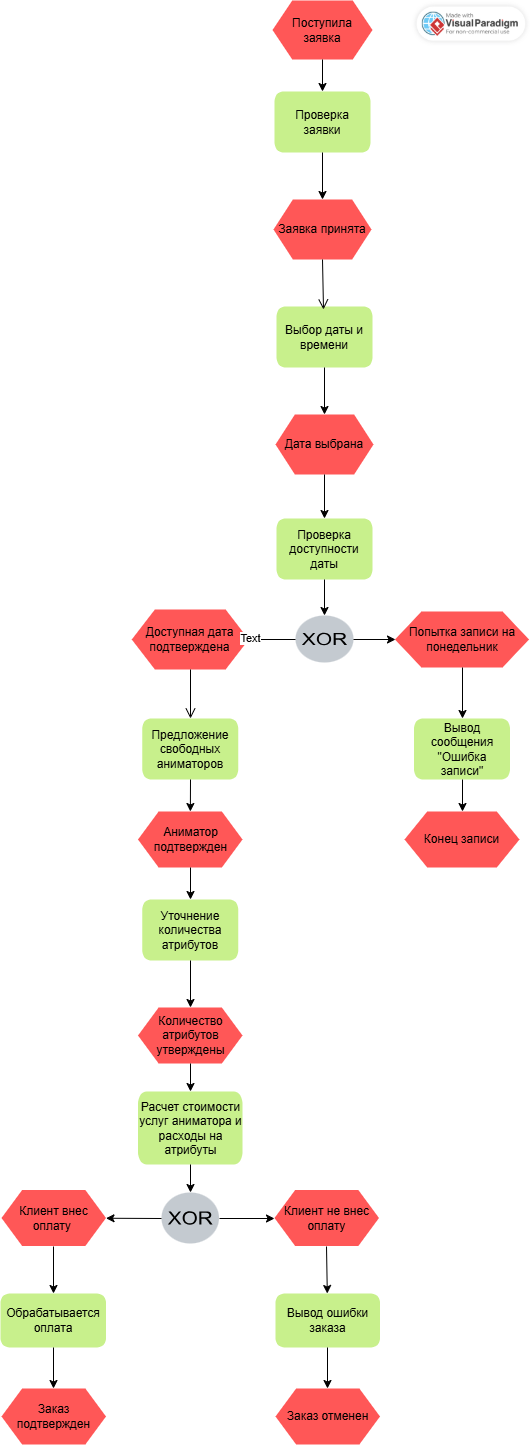 Поступила
заявка
Made with
VisualParadigm
For non-commercial use
Проверка
заявки
Заявка принята
Выбор даты и
времени
Дата выбрана
Проверка
доступности
даты
Доступная дата
подтверждена
Text
XOR
Попытка записи на
понедельник
Предложение
свободных
аниматоров
Вывод
сообщения
"Ошибка
записи"
Аниматор
подтвержден
Конец записи
Уточнение
количества
атрибутов
Количество
атрибутов
утверждены
Расчет стоимости
услуг аниматора и
расходы на
атрибуты
Клиент внес
оплату
XOR
Клиент не внес
оплату
Обрабатывается
оплата
Вывод ошибки
заказа
Заказ
подтвержден
Заказ отменен